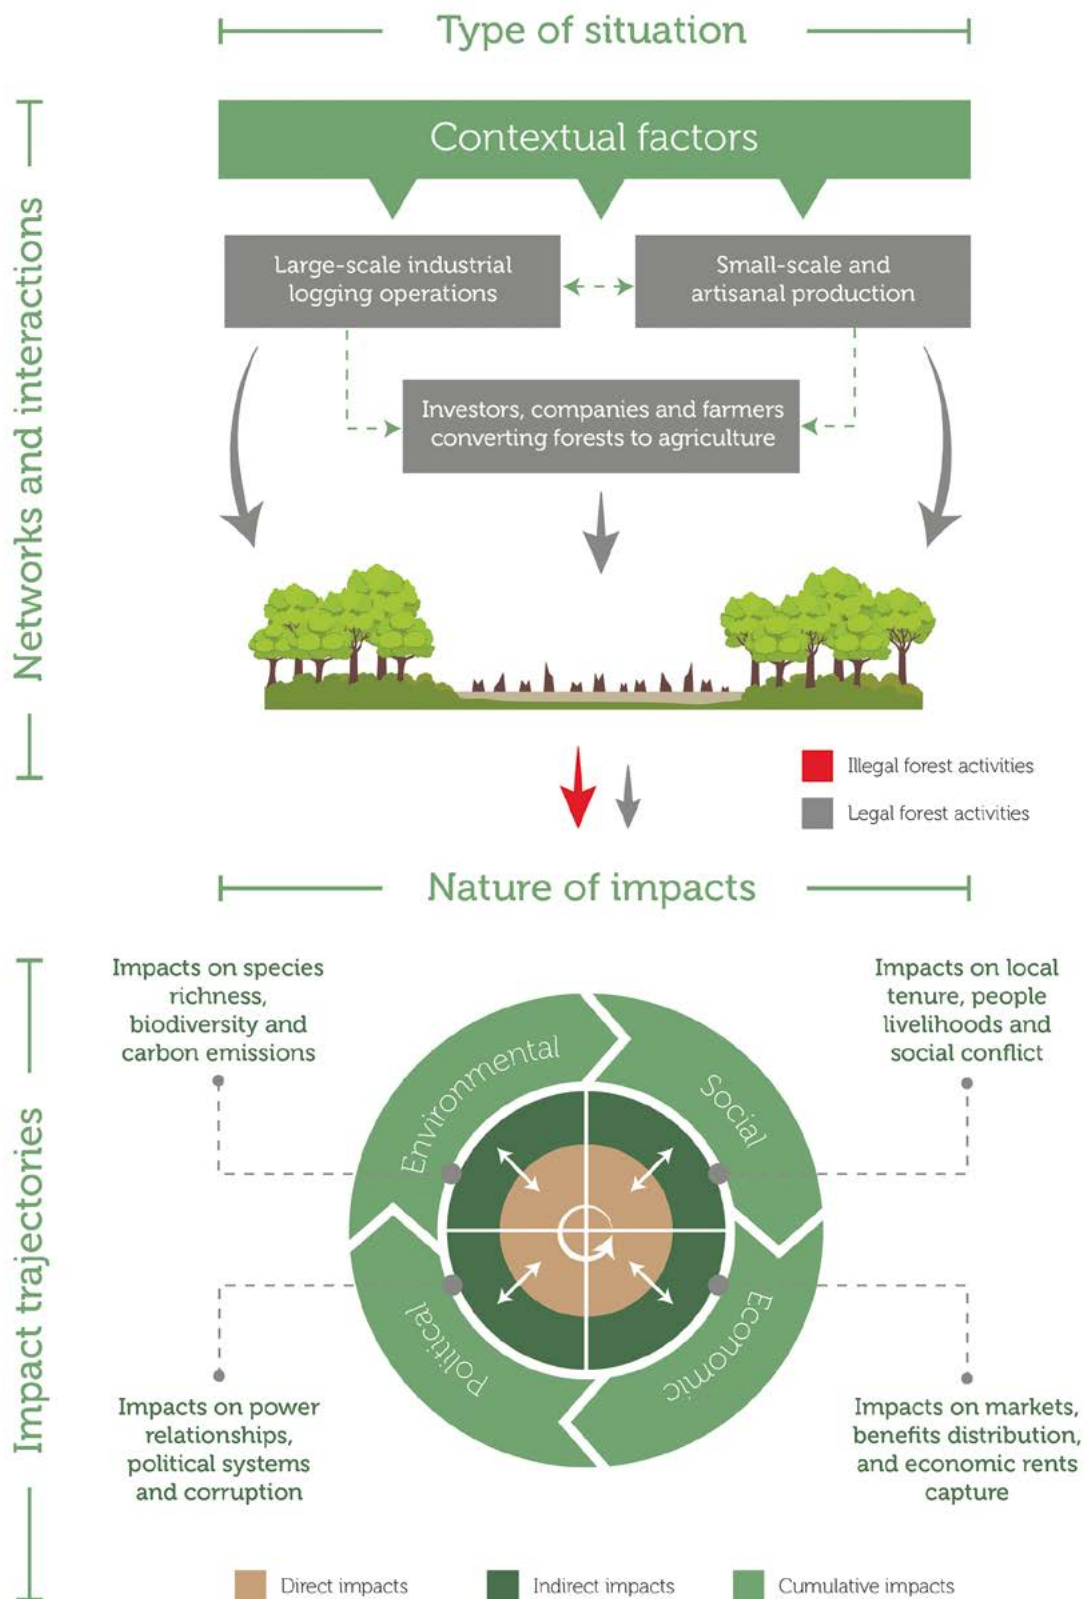 Type of situation
Networks and interactions
Contextual factors
Large-scale industrial
logging operations
Small-scale and
artisanal production
Investors, companies and farmers
converting forests to agriculture
Illegal forest activities
Legal forest activities
Nature of impacts
Impact trajectories
Impacts on species
richness,
biodiversity and
carbon emissions
Impacts on local
tenure, people
livelihoods and
social conflict
Environmental
Social
Political
Economic
Impacts on power
relationships,
political systems
and corruption
Impacts on markets,
benefits distribution,
and economic rents
capture
Direct impacts
Indirect impacts
Cumulative impacts